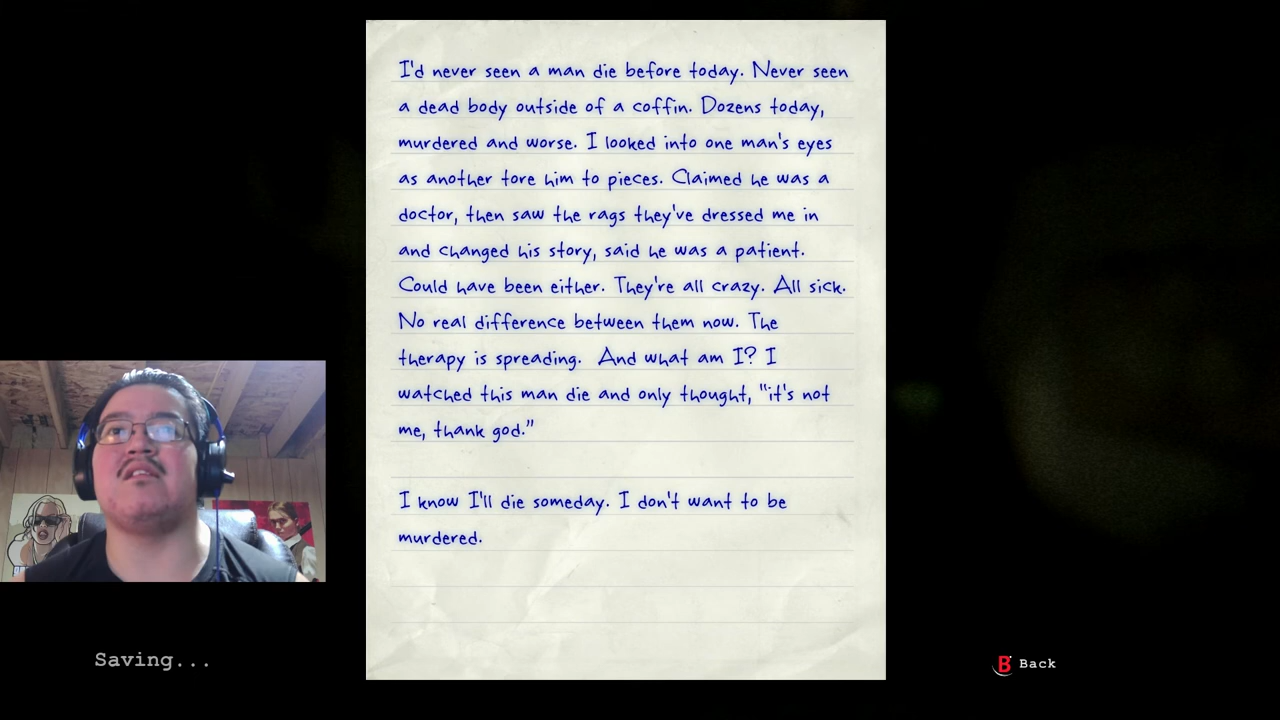 I'd never seen a man die before today. Never seen
a dead body outside of a coffin. Dozens today,
murdered and worse. I looked into one man's eyes
as another tore him to pieces. Claimed he was a
doctor, then saw the rags they've dressed me in
and changed his story, said he was a patient.
Could have been either. They're all crazy. All sick.
No real difference between them now. The
therapy is spreading. And what am I? I
watched this man die and only thought, "it's not
me, thank god."
I know I'll die someday. I don't want to be
murdered.
Saving...
B Back